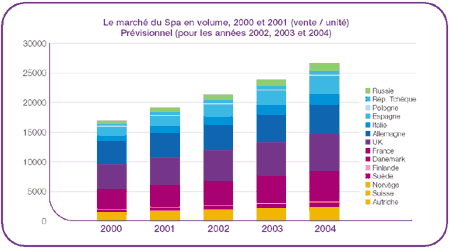 Le marché du Spa en volume, 2000 et 2001 (vente / unité)
Prévisionnel (pour les années 2002, 2003 et 2004)
30000
25000
20000
15000
10000
5000
0
2000
2001
2002
2003
2004
Russie
Rép. Tchèque
Pologne
Espagne
Italie
Allemagne
UK
France
Danemark
Finlande
Suède
Norvège
Suisse
Autriche